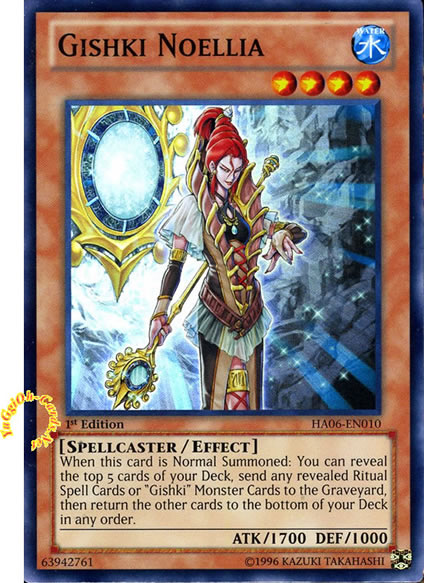 GISHKI NOELLIA
WATER
水
YuGgiOh-Cards.Net
1st Edition
HA06-EN010
[SPELLCASTER / EFFECT]
When this card is Normal Summoned: You can reveal
the top 5 cards of your Deck, send any revealed Ritual
Spell Cards or "Gishki" Monster Cards to the Graveyard,
then return the other cards to the bottom of your Deck
in any order.
ATK/1700 DEF/1000
63942761
©1996 KAZUKI TAKAHASHI